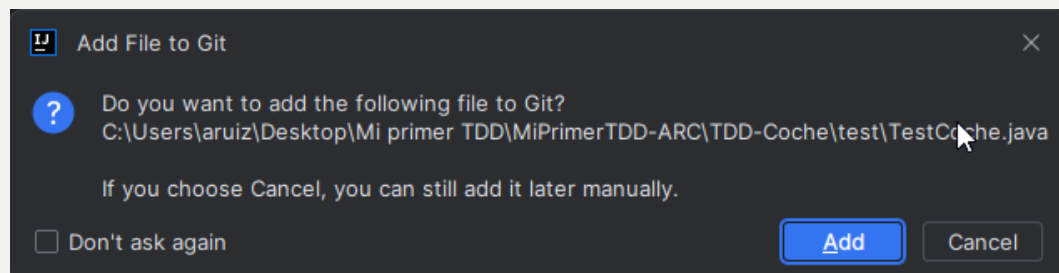 IJ
Add File to Git
Do you want to add the following file to Git?
C:\Users\aruiz\Desktop\Mi primer TDD\MiPrimerTDD-ARC\TDD-Coche\test\TestCoche.java
If you choose Cancel, you can still add it later manually.
Don't ask again
Add
Cancel